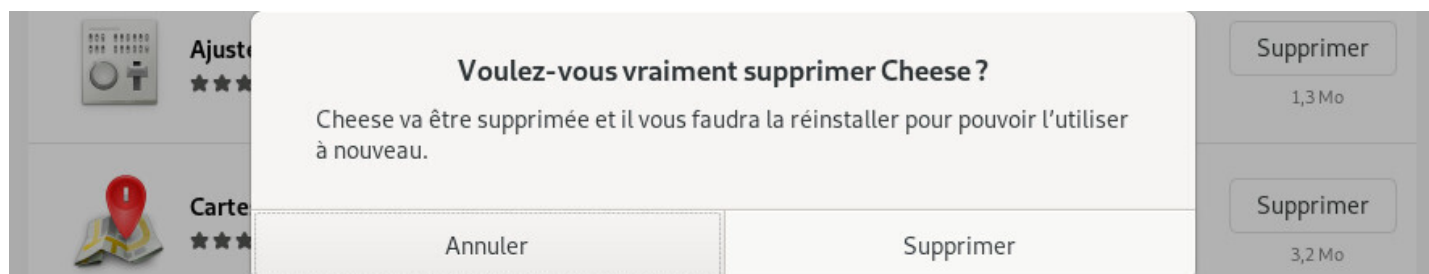 Ajuste
Supprimer
1,3 Mo
Voulez-vous vraiment supprimer Cheese ?
Cheese va être supprimée et il vous faudra la réinstaller pour pouvoir l’utiliser
à nouveau.
Carte
Supprimer
3,2 Mo
Annuler
Supprimer